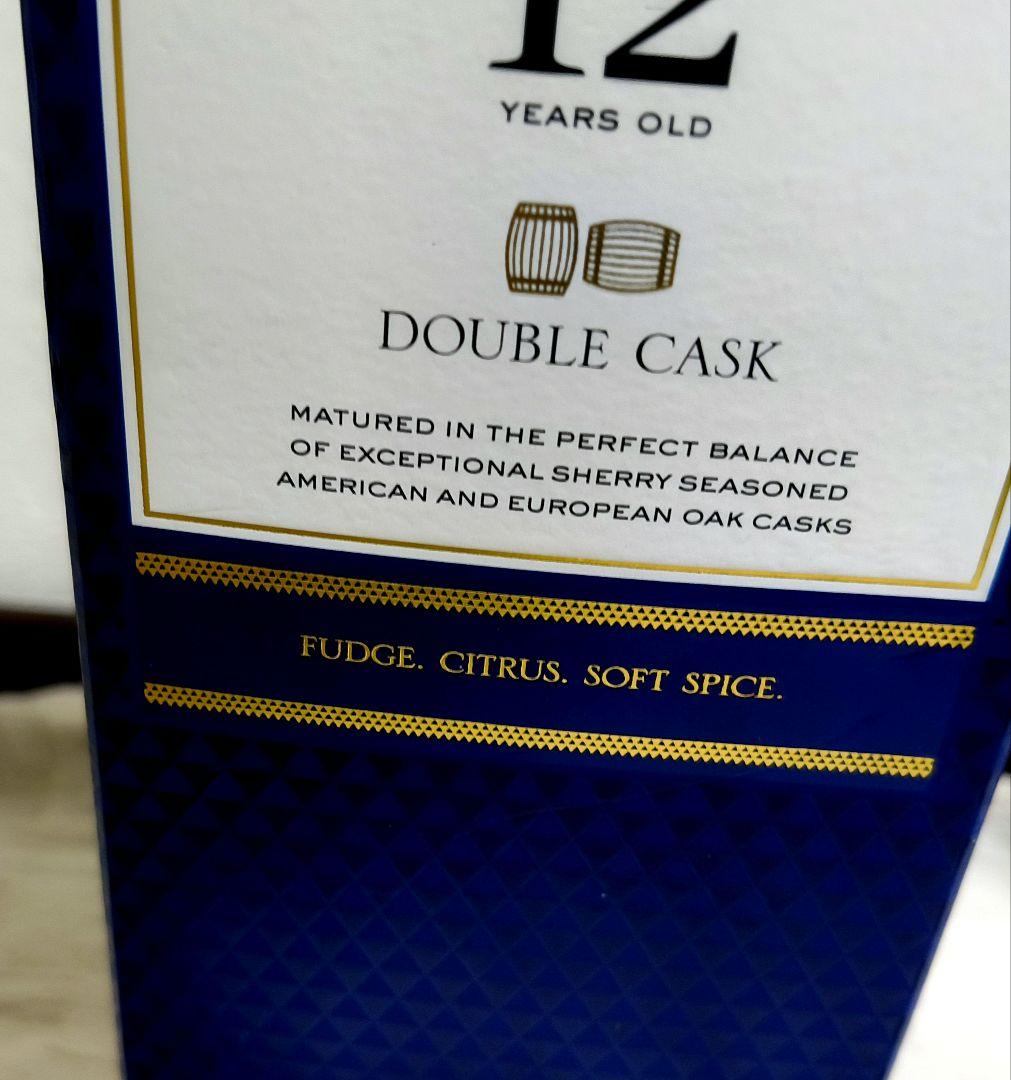 12
YEARS OLD
DOUBLE CASK
MATURED IN THE PERFECT BALANCE
OF EXCEPTIONAL SHERRY SEASONED
AMERICAN AND EUROPEAN OAK CASKS
FUDGE. CITRUS. SOFT SPICE.